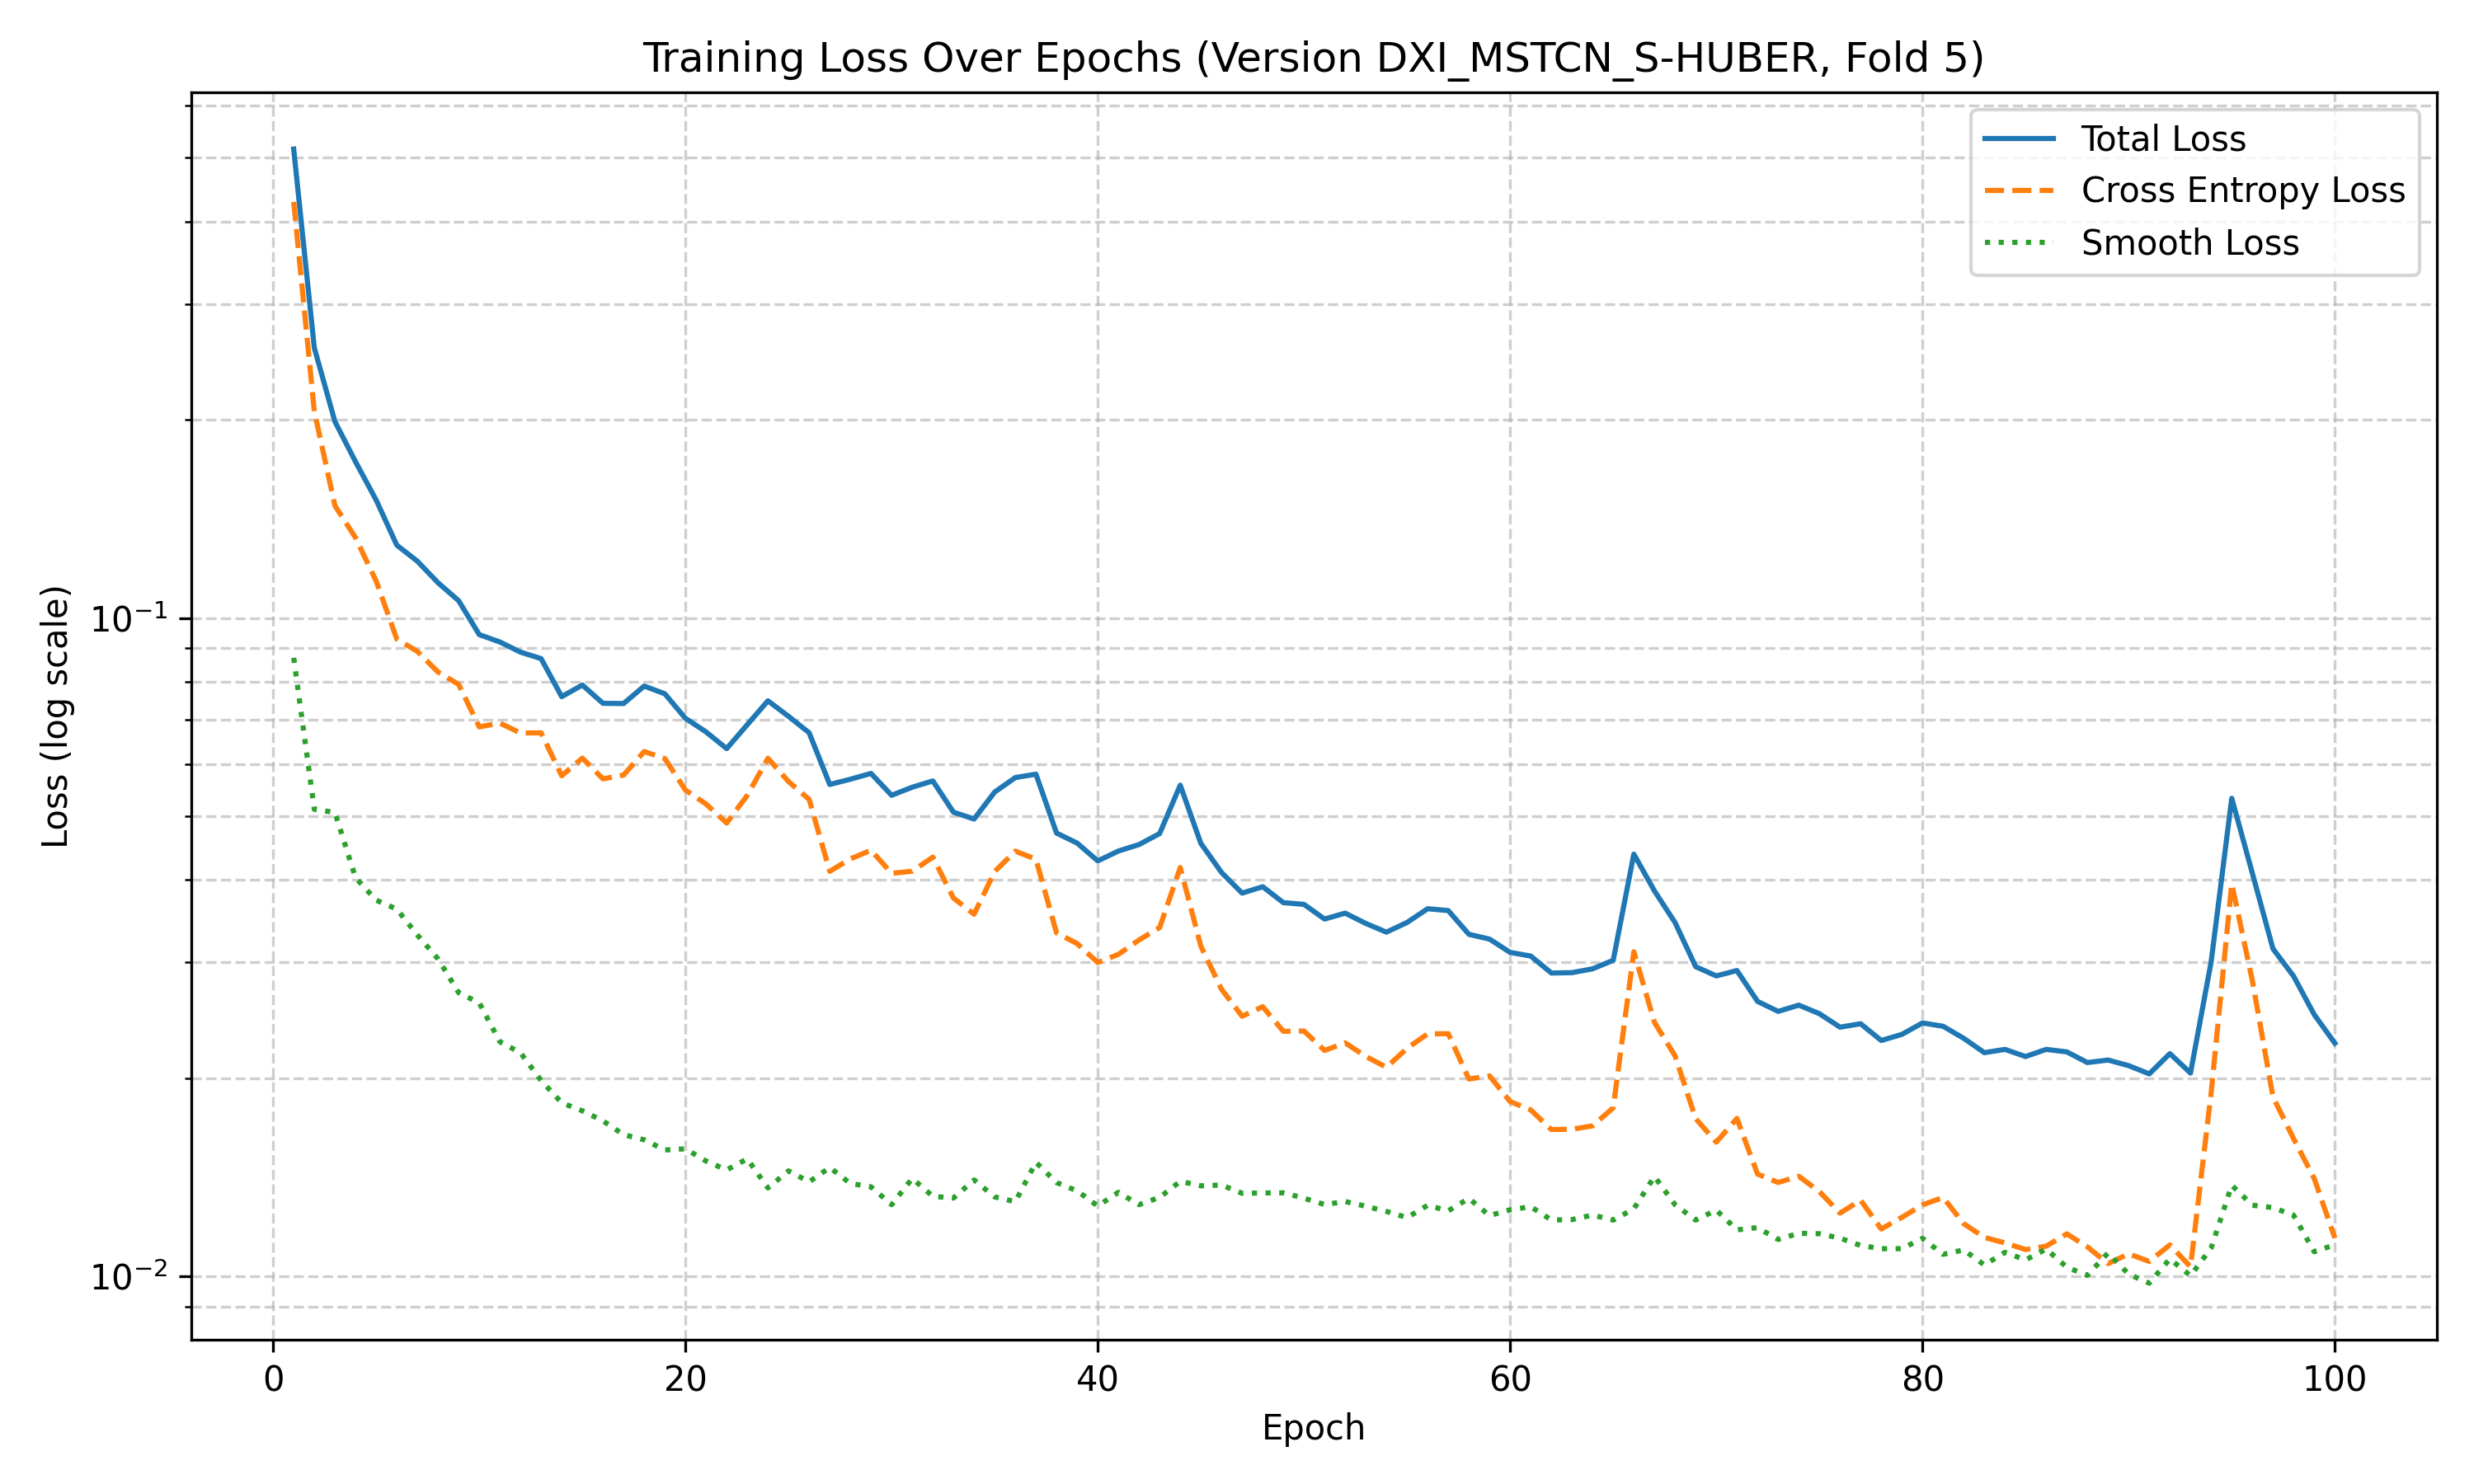 Training Loss Over Epochs (Version DXI_MSTCN_S-HUBER, Fold 5)
Total Loss
Cross Entropy Loss
Smooth Loss
Loss (log scale)
10⁻¹
10⁻²
0 20 40 60 80 100
Epoch